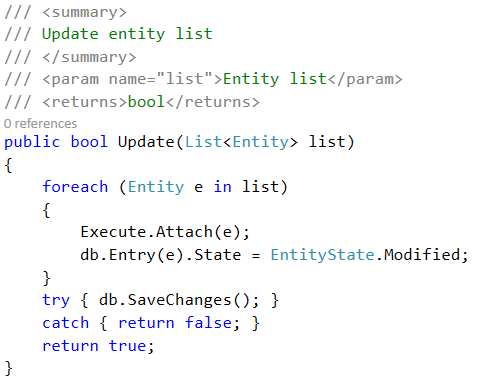 /// <summary>
/// Update entity list
/// </summary>
/// <param name="list">Entity list</param>
/// <returns>bool</returns>
0 references
public bool Update(List<Entity> list)
{
    foreach (Entity e in list)
    {
        Execute.Attach(e);
        db.Entry(e).State = EntityState.Modified;
    }
    try { db.SaveChanges(); }
    catch { return false; }
    return true;
}